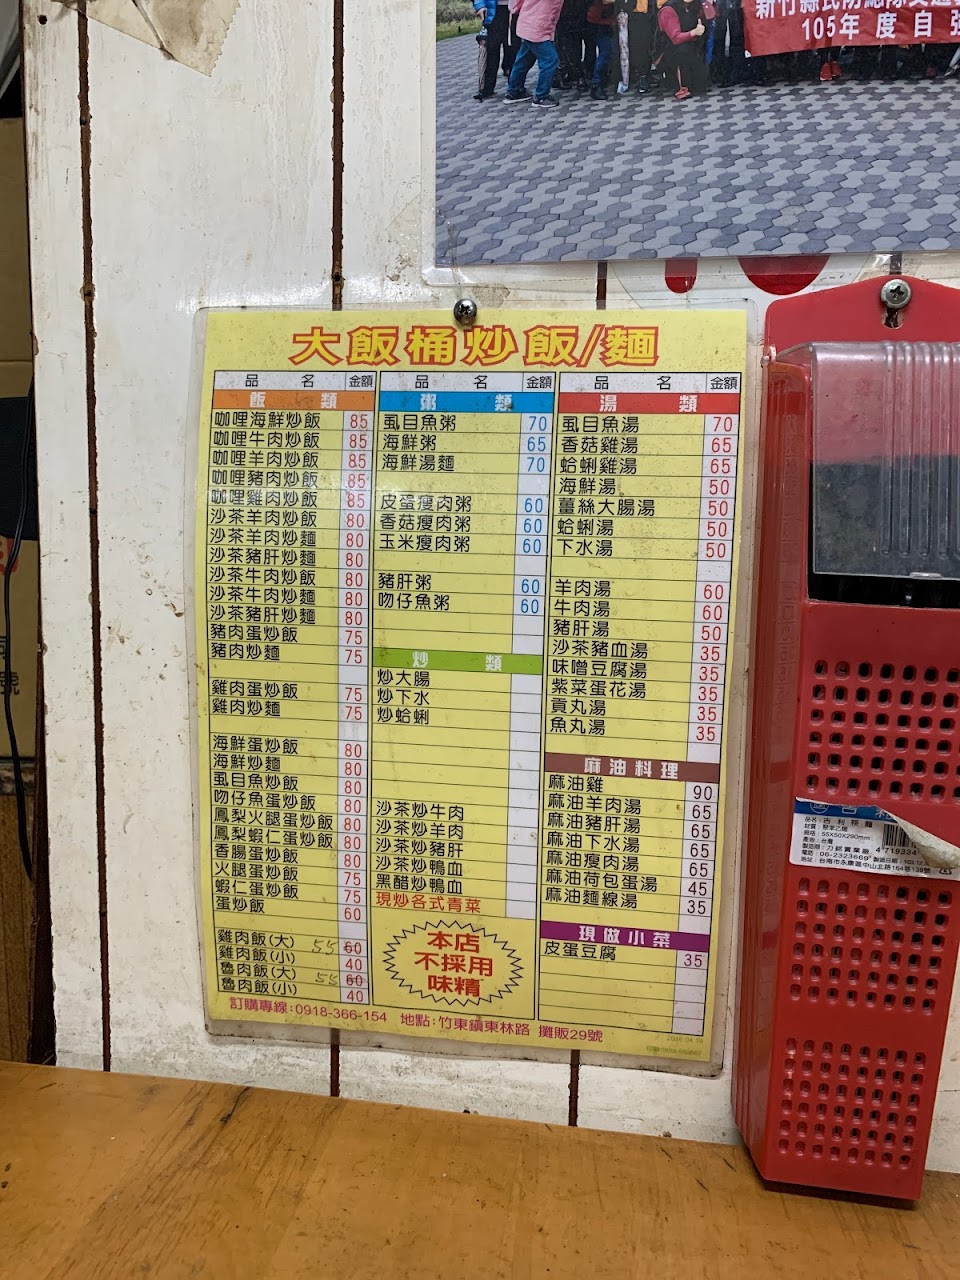 105年 度 自
大飯桶炒飯/麵
品 名 金額
飯 類
咖哩海鮮炒飯 85
咖哩牛肉炒飯 85
咖哩羊肉炒飯 85
咖哩豬肉炒飯 85
咖哩雞肉炒飯 85
沙茶羊肉炒飯 80
沙茶羊肉炒麵 80
沙茶豬肝炒麵 80
沙茶牛肉炒飯 80
沙茶牛肉炒麵 80
沙茶豬肝炒麵 80
豬肉蛋炒飯 75
豬肉炒麵 75
雞肉蛋炒飯 75
雞肉炒麵 75
海鮮蛋炒飯 80
海鮮炒麵 80
虱目魚炒飯 80
吻仔魚蛋炒飯 80
鳳梨火腿蛋炒飯 80
鳳梨蝦仁蛋炒飯 80
香腸蛋炒飯 80
火腿蛋炒飯 75
蝦仁蛋炒飯 75
蛋炒飯 60
雞肉飯(大) 55 60
雞肉飯(小) 40
魯肉飯(大) 55 60
魯肉飯(小) 40
品 名 金額
粥 類
虱目魚粥 70
海鮮粥 65
海鮮湯麵 70
皮蛋瘦肉粥 60
香菇瘦肉粥 60
玉米瘦肉粥 60
豬肝粥 60
吻仔魚粥 60
炒 類
炒大腸
炒下水
炒蛤蜊
沙茶炒牛肉
沙茶炒羊肉
沙茶炒豬肝
沙茶炒鴨血
黑醋炒鴨血
現炒各式青菜
本店
不採用
味精
品 名 金額
湯 類
虱目魚湯 70
香菇雞湯 65
蛤蜊雞湯 65
海鮮湯 50
薑絲大腸湯 50
蛤蜊湯 50
下水湯 50
羊肉湯 60
牛肉湯 60
豬肝湯 50
沙茶豬血湯 35
味噌豆腐湯 35
紫菜蛋花湯 35
貢丸湯 35
魚丸湯 35
麻油料理
麻油雞 90
麻油羊肉湯 65
麻油豬肝湯 65
麻油下水湯 65
麻油瘦肉湯 65
麻油荷包蛋湯 45
麻油麵線湯 35
現做小菜
皮蛋豆腐 35
訂購專線:0918-366-154 地點:竹東鎮東林路 攤販29號